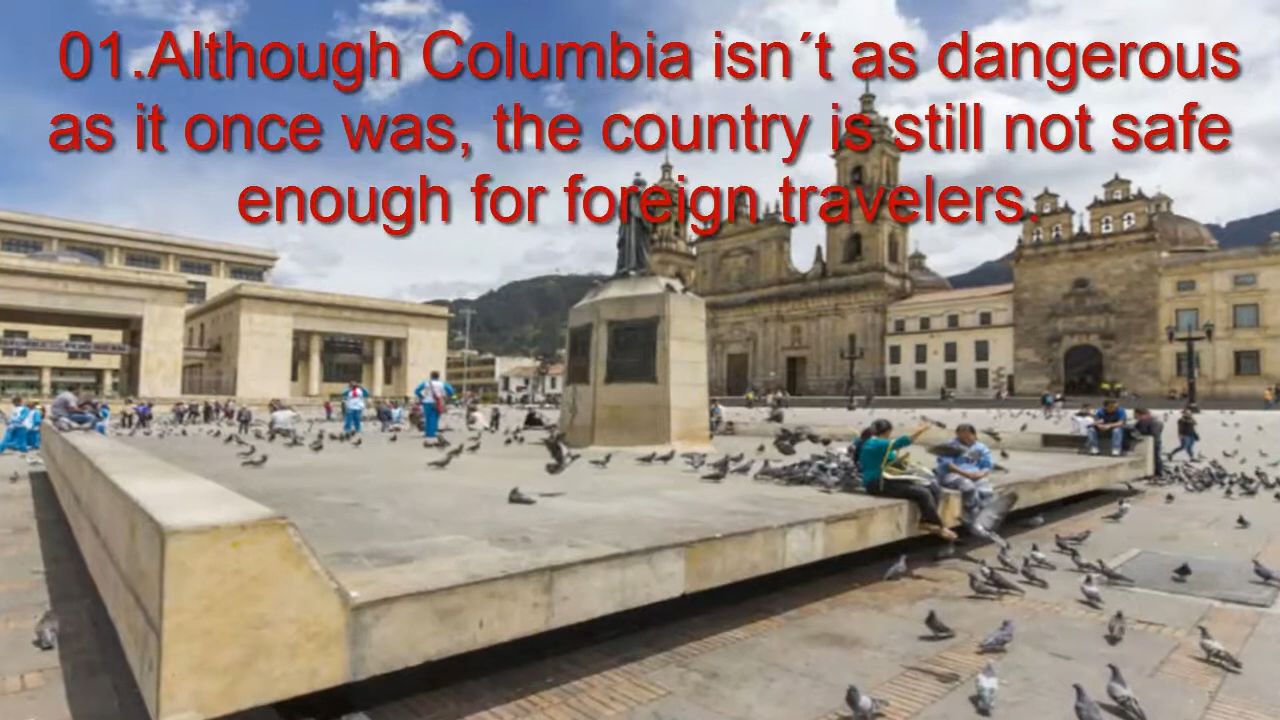 01.Although Columbia isn´t as dangerous
as it once was, the country is still not safe
enough for foreign travelers.